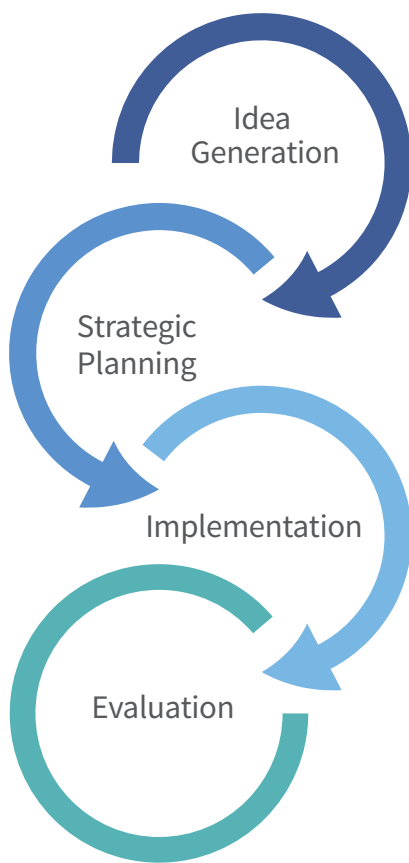 Idea
Generation
Strategic
Planning
Implementation
Evaluation